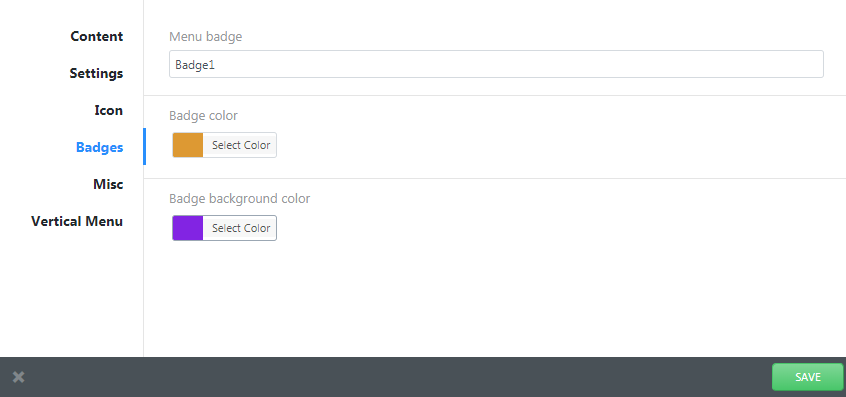 Content
Settings
Icon
Badges
Misc
Vertical Menu
Menu badge
Badge1
Badge color
Select Color
Badge background color
Select Color
SAVE